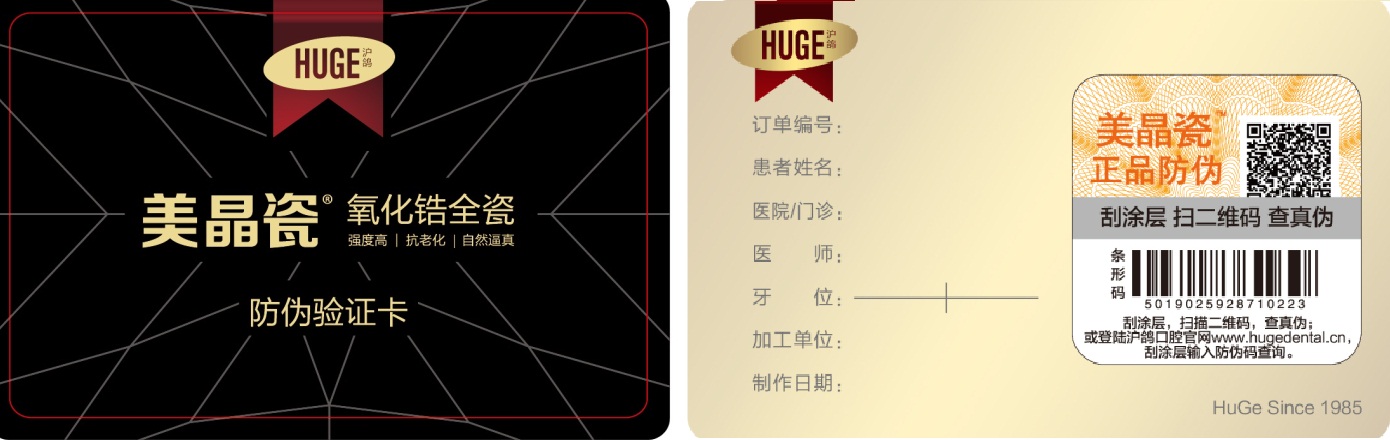 HUGE 沪鸽
美晶瓷® 氧化锆全瓷
强度高 | 抗老化 | 自然逼真
防伪验证卡
HUGE 沪鸽
订单编号：
患者姓名：
医院/门诊：
医 师：
牙 位：
加工单位：
制作日期：
美晶瓷™
正品防伪
刮涂层 扫二维码 查真伪
条形码
5019025928710223
刮涂层，扫描二维码，查真伪；
或登陆沪鸽口腔官网www.hugedental.cn，
刮涂层输入防伪码查询。
HuGe Since 1985